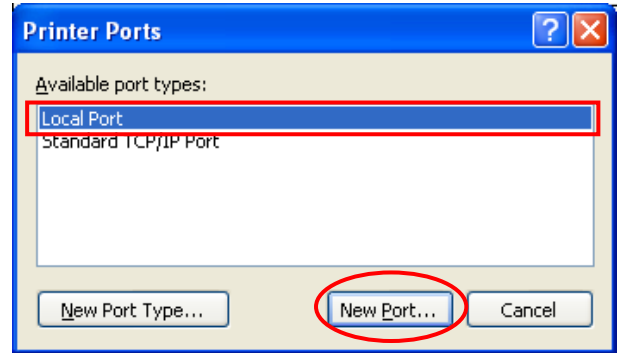 Printer Ports
Available port types:
Local Port
Standard TCP/IP Port
New Port Type... New Port... Cancel